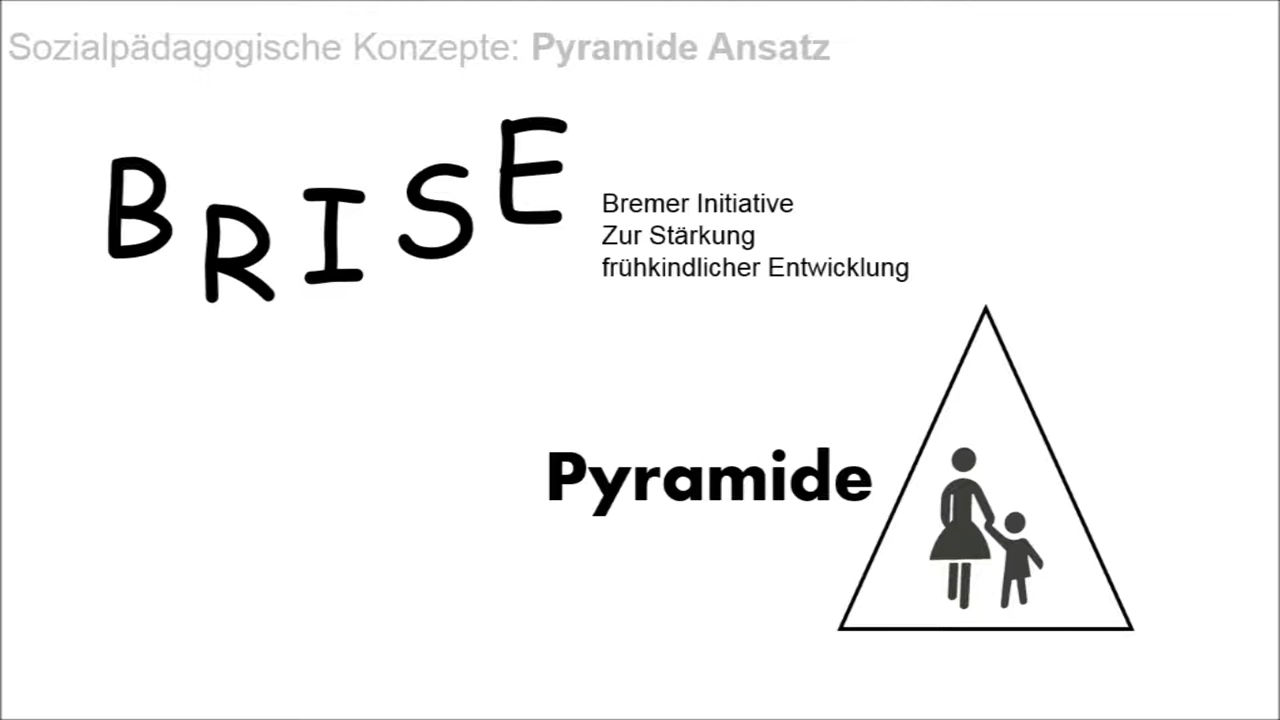 Sozialpädagogische Konzepte: Pyramide Ansatz
BRISE
Bremer Initiative
Zur Stärkung
frühkindlicher Entwicklung
Pyramide